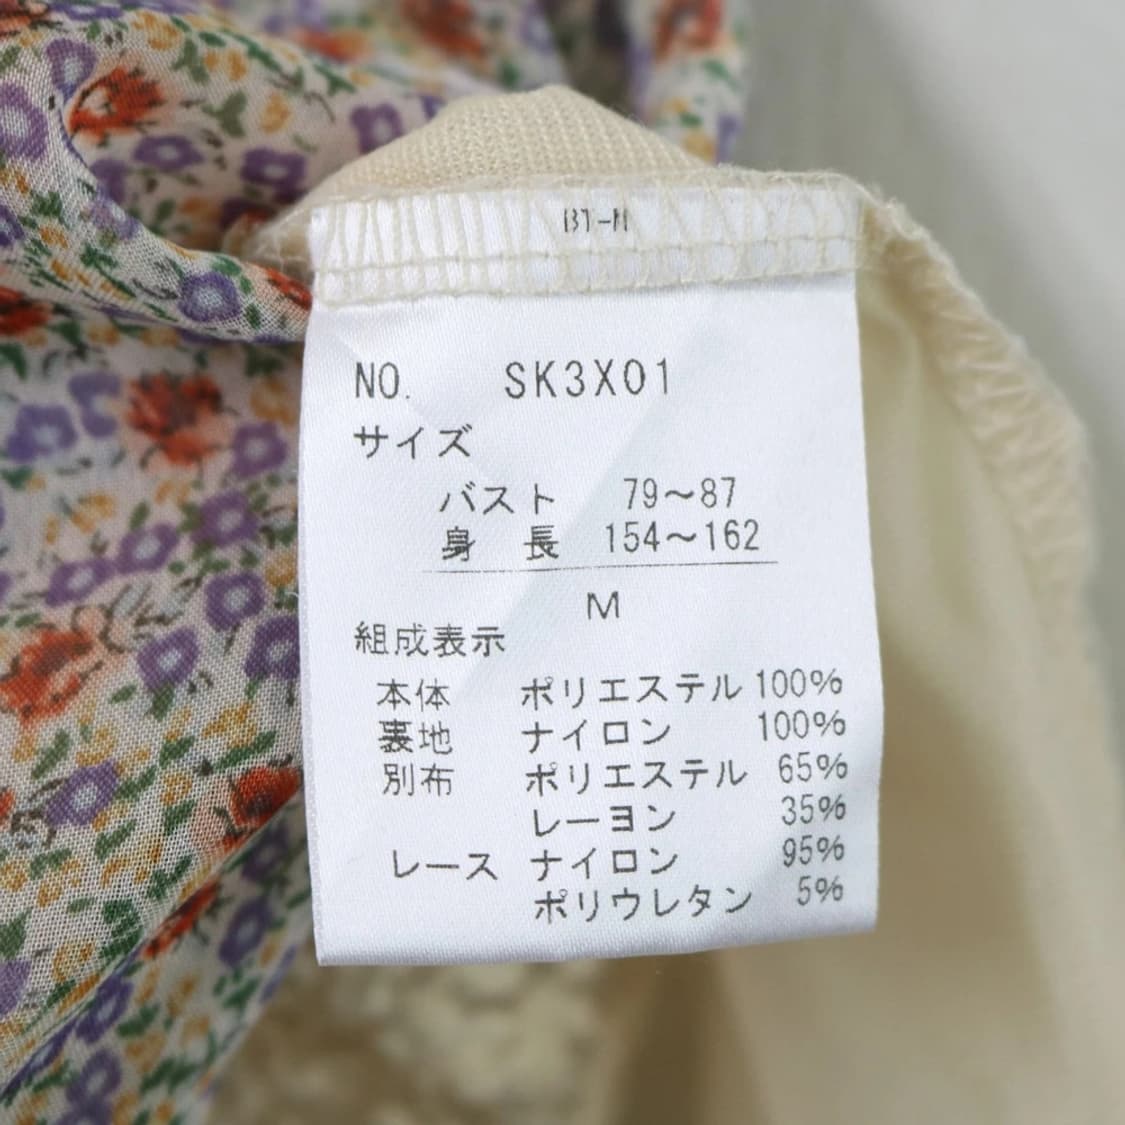 NO. SK3X01
サイズ
バスト 79～87
身 長 154～162
M
組成表示
本体 ポリエステル 100%
裏地 ナイロン 100%
別布 ポリエステル 65%
レーヨン 35%
レース ナイロン 95%
ポリウレタン 5%